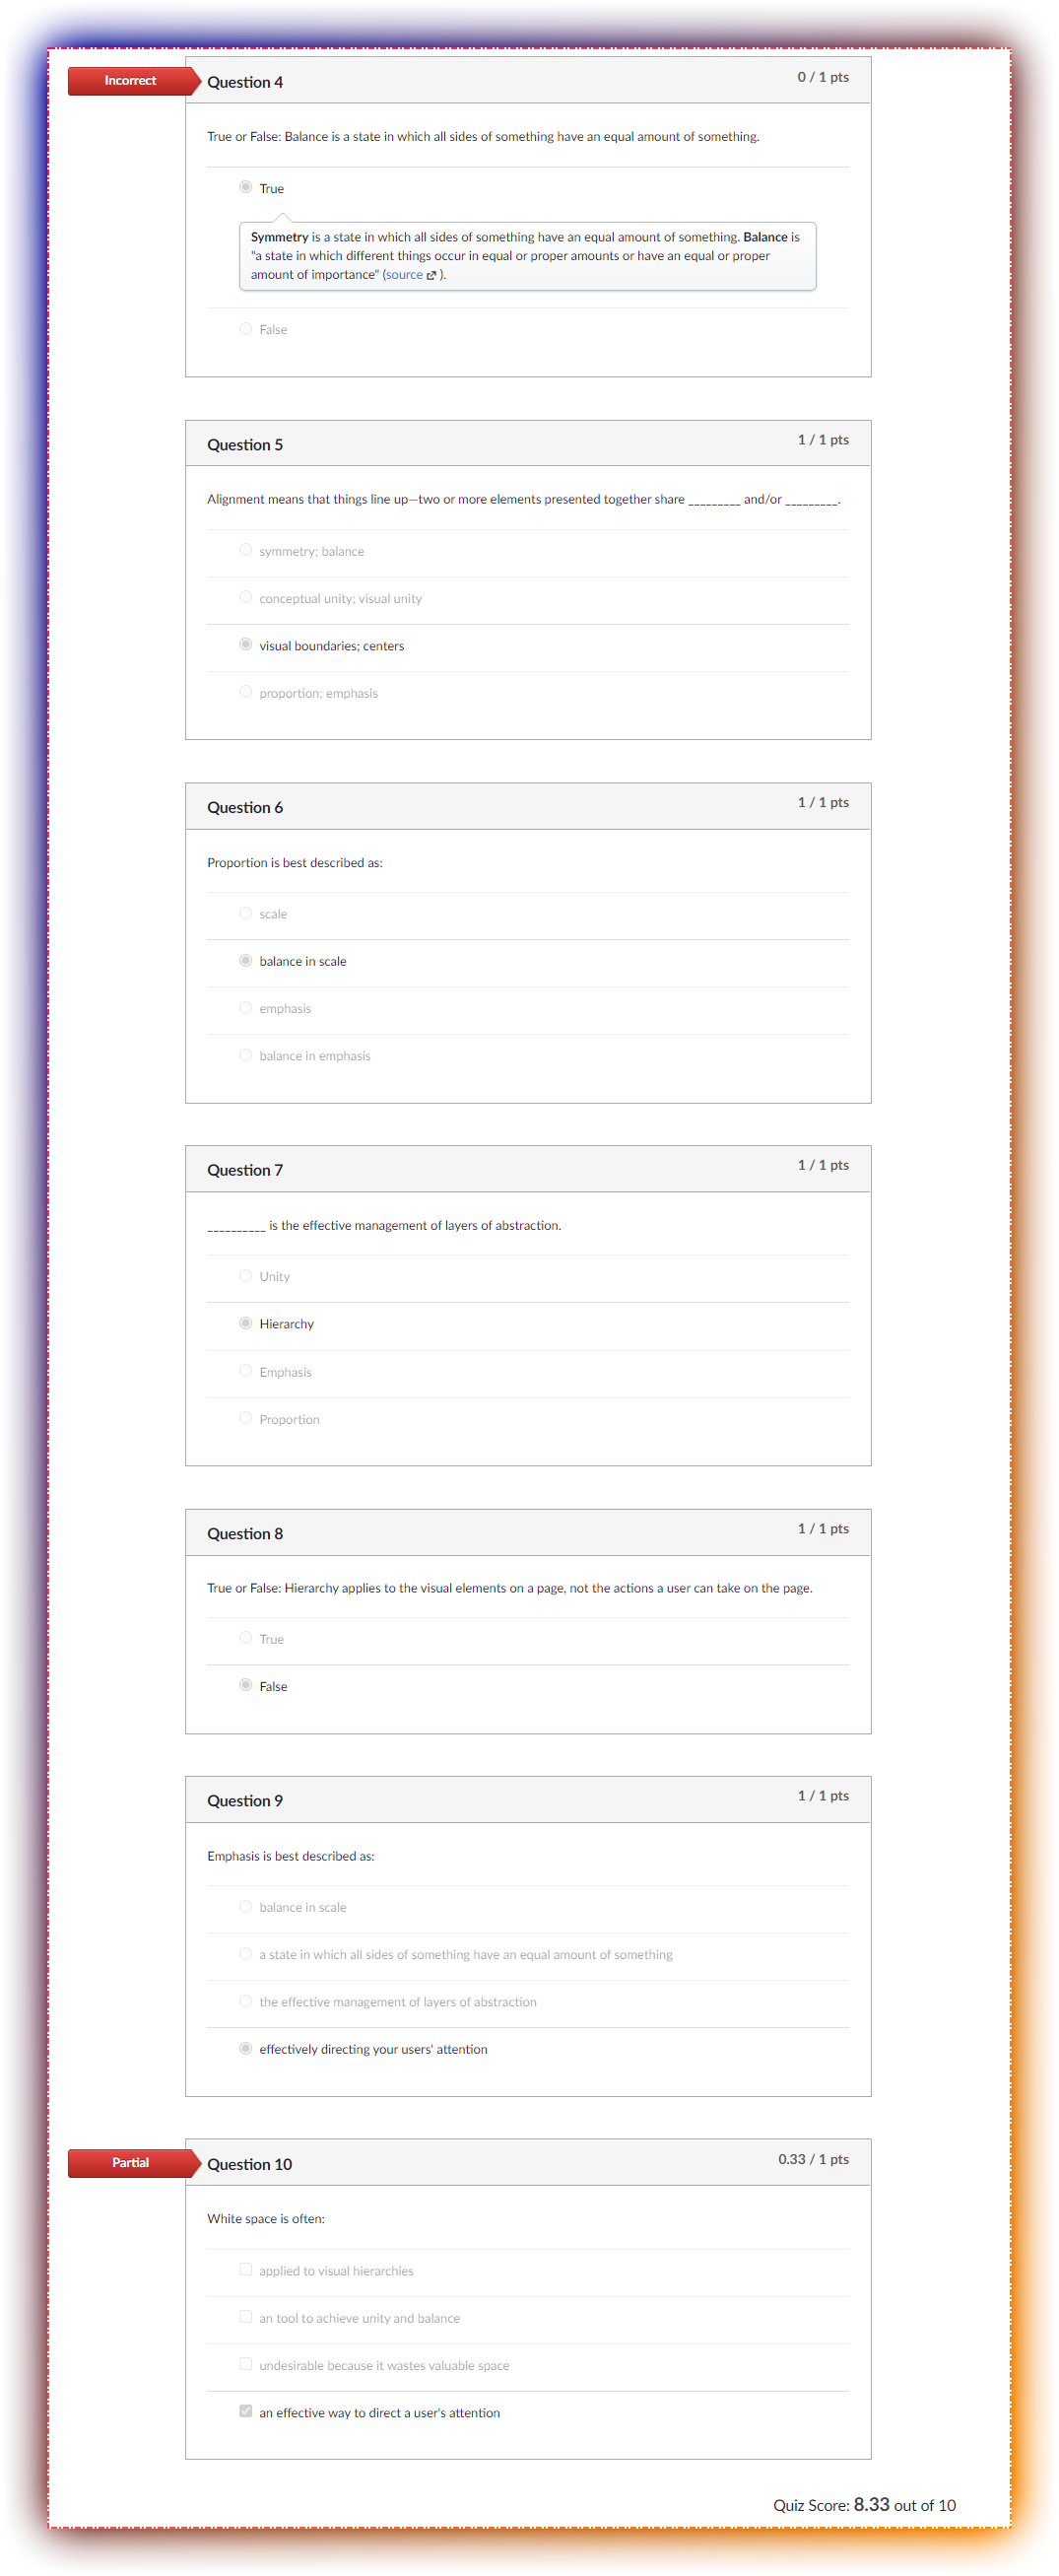 Incorrect
Question 4
0 / 1 pts
True or False: Balance is a state in which all sides of something have an equal amount of something.
True
Symmetry is a state in which all sides of something have an equal amount of something. Balance is
"a state in which different things occur in equal or proper amounts or have an equal or proper
amount of importance" (source ).
False
Question 5
1 / 1 pts
Alignment means that things line up—two or more elements presented together share _________ and/or _________.
symmetry; balance
conceptual unity; visual unity
visual boundaries; centers
proportion; emphasis
Question 6
1 / 1 pts
Proportion is best described as:
scale
balance in scale
emphasis
balance in emphasis
Question 7
1 / 1 pts
__________ is the effective management of layers of abstraction.
Unity
Hierarchy
Emphasis
Proportion
Question 8
1 / 1 pts
True or False: Hierarchy applies to the visual elements on a page, not the actions a user can take on the page.
True
False
Question 9
1 / 1 pts
Emphasis is best described as:
balance in scale
a state in which all sides of something have an equal amount of something
the effective management of layers of abstraction
effectively directing your users' attention
Partial
Question 10
0.33 / 1 pts
White space is often:
applied to visual hierarchies
an tool to achieve unity and balance
undesirable because it wastes valuable space
an effective way to direct a user's attention
Quiz Score: 8.33 out of 10